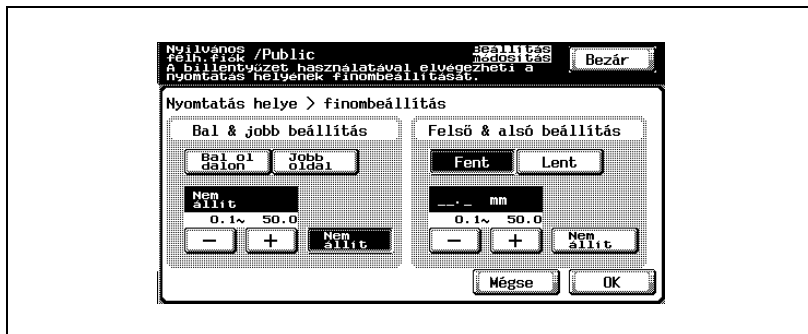 Nyilvános
félh.fiók /Public
Beállítás
módosítás
Bezár
A billentyűzet használatával elvégezheti a
nyomtatás helyének finombeállítását.
Nyomtatás helye > finombeállítás
Bal & jobb beállítás
Felső & alsó beállítás
Bal ol
dalon
Jobb
oldal
Fent
Lent
Nem
állít
__._ mm
0.1~ 50.0
0.1~ 50.0
− + Nem
állít
− + Nem
állít
Mégse
OK